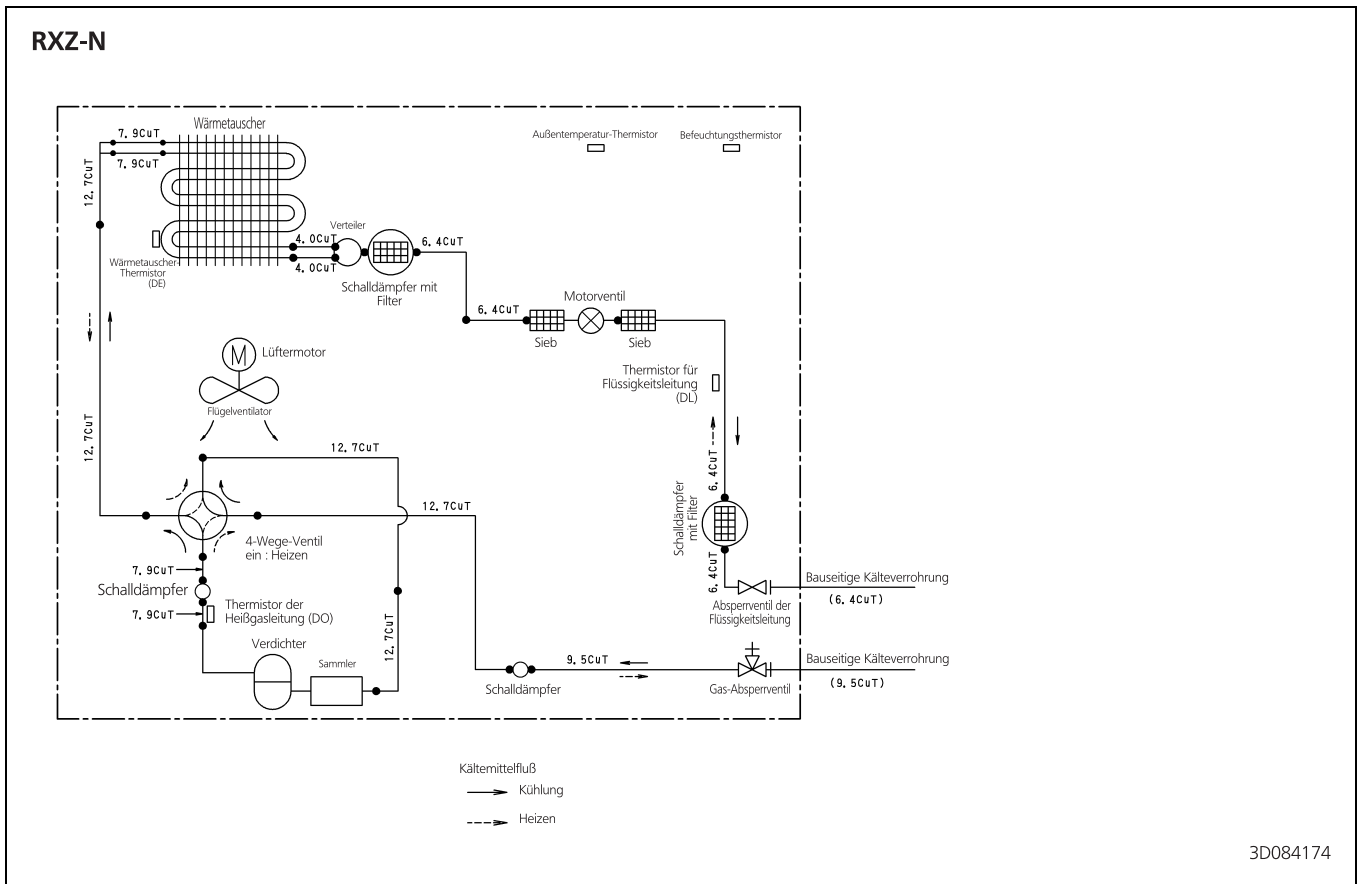 RXZ-N
Wärmetauscher
7.9CuT
7.9CuT
12.7CuT
Außentemperatur-Thermistor
Befeuchtungsthermistor
Verteiler
4.0CuT
4.0CuT
6.4CuT
Wärmetauscher-
Thermistor
(DE)
Schalldämpfer mit
Filter
Motorventil
6.4CuT
Sieb
Sieb
Lüftermotor
M
Flügelventilator
Thermistor für
Flüssigkeitsleitung
(DL)
12.7CuT
12.7CuT
6.4CuT
12.7CuT
Schalldämpfer
mit Filter
4-Wege-Ventil
ein : Heizen
7.9CuT
Schalldämpfer
7.9CuT
Thermistor der
Heißgasleitung (DO)
6.4CuT
Bauseitige Kälteverrohrung
(6.4CuT)
Absperrventil der
Flüssigkeitsleitung
12.7CuT
Verdichter
Sammler
9.5CuT
Schalldämpfer
Gas-Absperrventil
Bauseitige Kälteverrohrung
(9.5CuT)
Kältemittelfluß
Kühlung
Heizen
3D084174